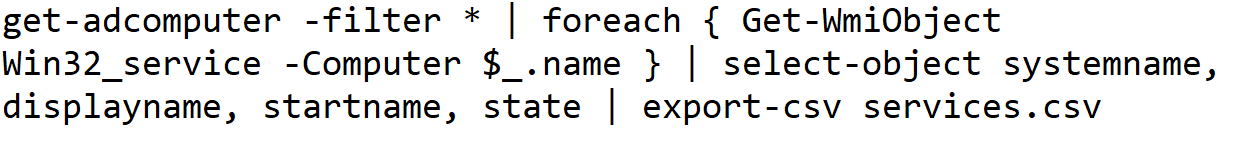 get-adcomputer -filter * | foreach { Get-WmiObject
Win32_service -Computer $_.name } | select-object systemname,
displayname, startname, state | export-csv services.csv